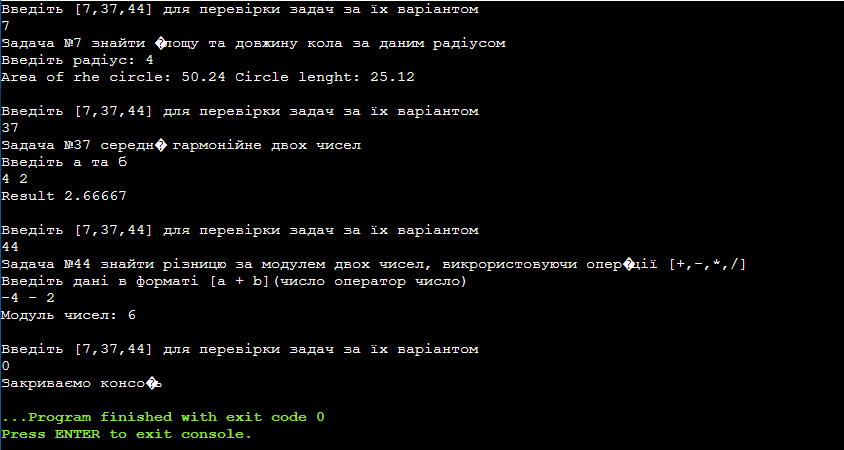 Введіть [7,37,44] для перевірки задач за їх варіантом
7
Задача №7 знайти �лощу та довжину кола за даним радіусом
Введіть радіус: 4
Area of rhe circle: 50.24 Circle lenght: 25.12
Введіть [7,37,44] для перевірки задач за їх варіантом
37
Задача №37 середн� гармонійне двох чисел
Введіть а та б
4 2
Result 2.66667
Введіть [7,37,44] для перевірки задач за їх варіантом
44
Задача №44 знайти різницю за модулем двох чисел, викрористовуючи опер�ції [+,-,*,/]
Введіть дані в форматі [a + b](число оператор число)
-4 - 2
Модуль чисел: 6
Введіть [7,37,44] для перевірки задач за їх варіантом
0
Закриваємо консо�ь
...Program finished with exit code 0
Press ENTER to exit console.